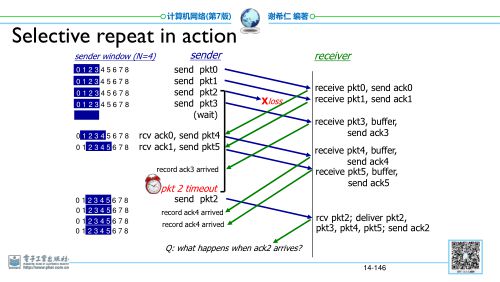 计算机网络(第7版) 谢希仁 编著
Selective repeat in action
sender window (N=4) sender receiver
0 1 2 3 4 5 6 7 8 send pkt0
0 1 2 3 4 5 6 7 8 send pkt1
0 1 2 3 4 5 6 7 8 send pkt2
0 1 2 3 4 5 6 7 8 send pkt3
(wait)
Xloss
receive pkt0, send ack0
receive pkt1, send ack1
receive pkt3, buffer,
send ack3
0 1 2 3 4 5 6 7 8 rcv ack0, send pkt4
0 1 2 3 4 5 6 7 8 rcv ack1, send pkt5
receive pkt4, buffer,
send ack4
receive pkt5, buffer,
send ack5
record ack3 arrived
pkt 2 timeout
0 1 2 3 4 5 6 7 8 send pkt2
0 1 2 3 4 5 6 7 8 record ack4 arrived
0 1 2 3 4 5 6 7 8 record ack4 arrived
0 1 2 3 4 5 6 7 8
rcv pkt2; deliver pkt2,
pkt3, pkt4, pkt5; send ack2
Q: what happens when ack2 arrives?
电子工业出版社
http://www.phei.com.cn
14-146